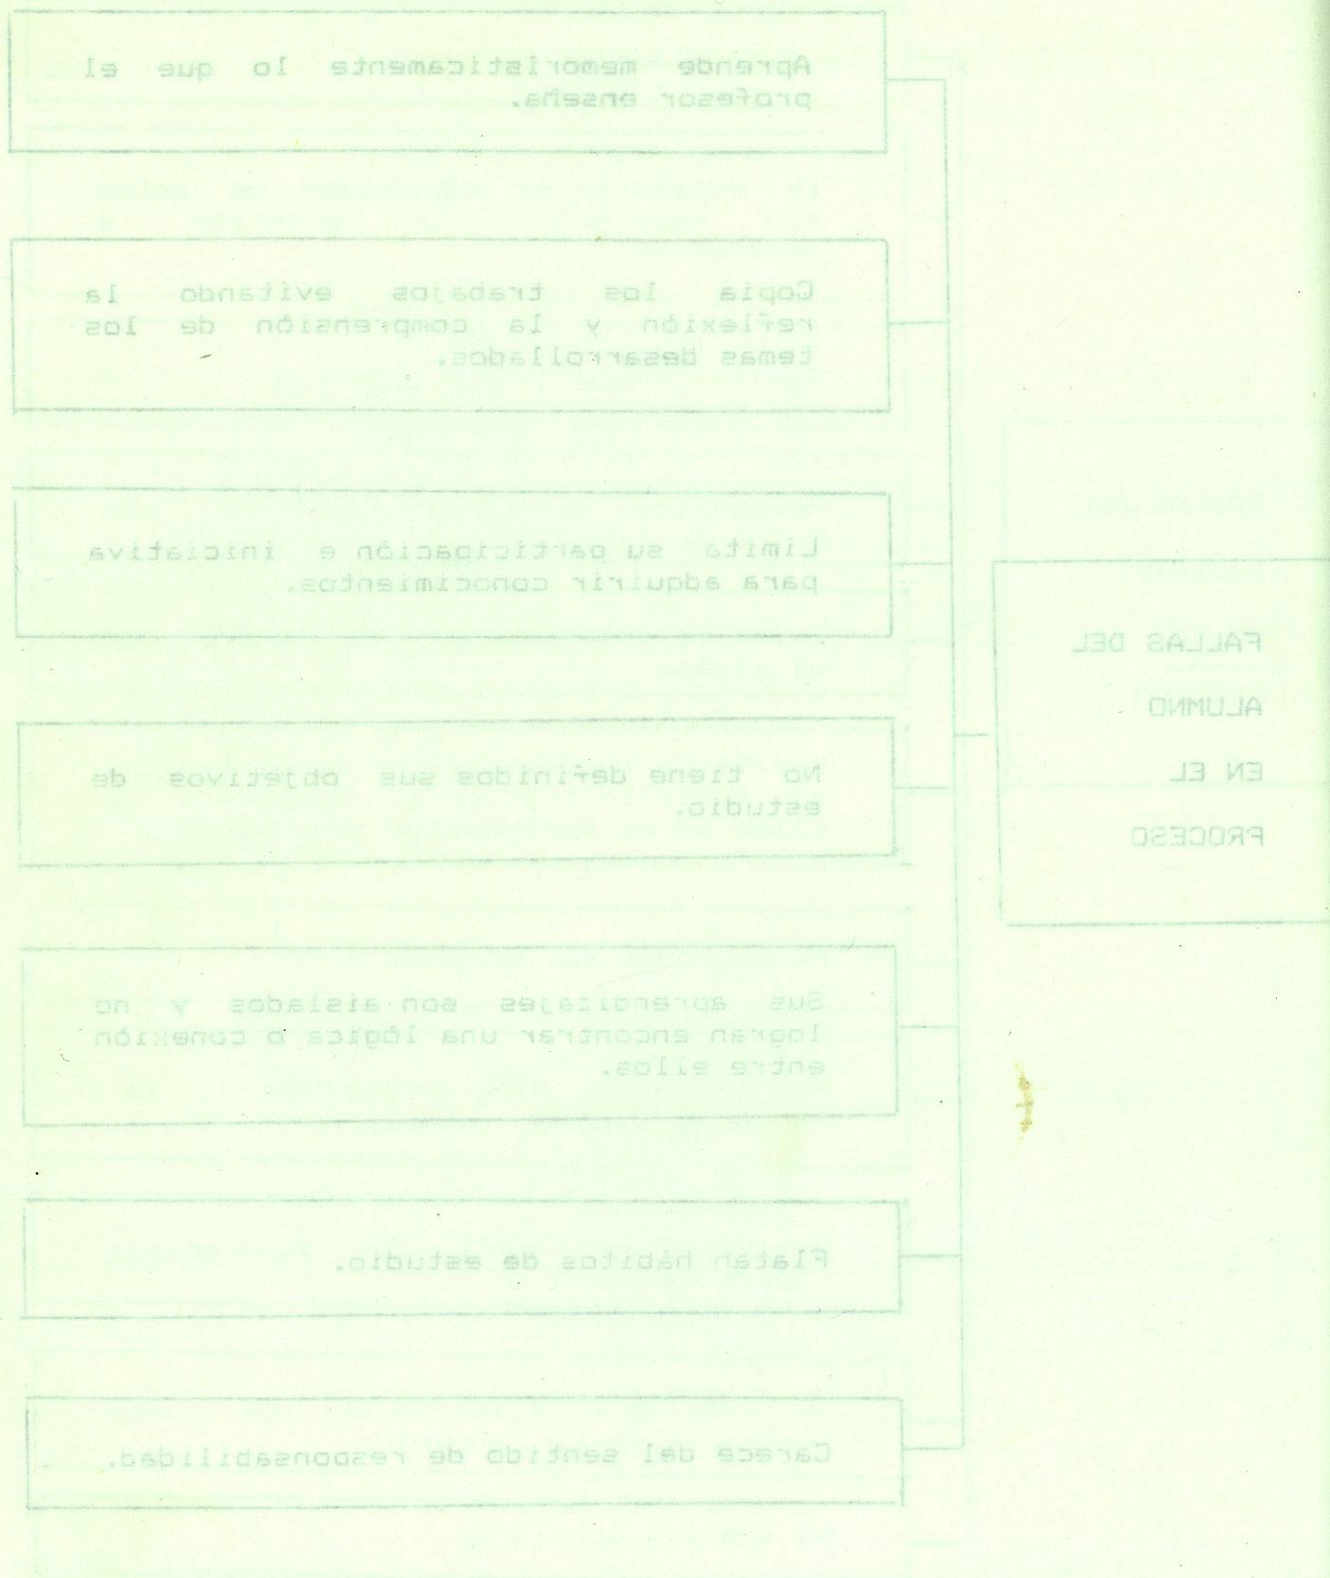 FALLAS DEL
ALUMNO
EN EL
PROCESO
Aprende memorísticamente lo que el
profesor enseña.
Copia los trabajos evitando la
reflexión y la comprensión de los
temas desarrollados.
Limita su participación e iniciativa
para adquirir conocimientos.
No tiene definidos sus objetivos de
estudio.
Sus aprendizajes son aislados y no
logran encontrar una lógica o conexión
entre ellos.
Flatan hábitos de estudio.
Carece del sentido de responsabilidad.